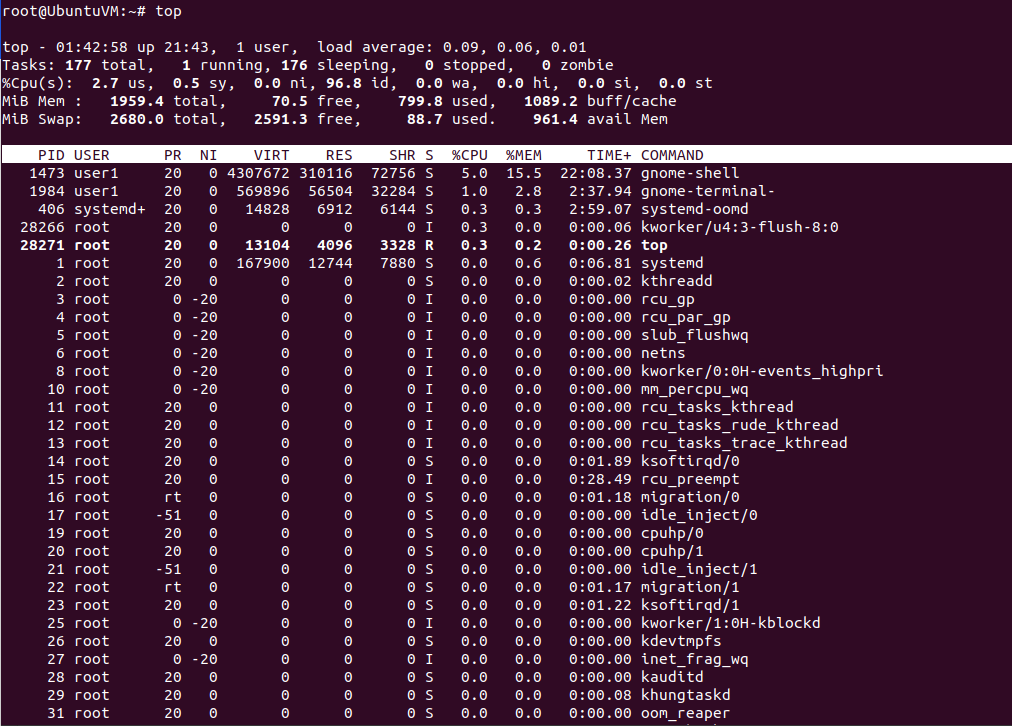 root@UbuntuVM:~# top
top - 01:42:58 up 21:43,  1 user,  load average: 0.09, 0.06, 0.01
Tasks: 177 total,   1 running, 176 sleeping,   0 stopped,   0 zombie
%Cpu(s):  2.7 us,  0.5 sy,  0.0 ni, 96.8 id,  0.0 wa,  0.0 hi,  0.0 si,  0.0 st
MiB Mem :   1959.4 total,     70.5 free,    799.8 used,   1089.2 buff/cache
MiB Swap:   2680.0 total,   2591.3 free,     88.7 used.    961.4 avail Mem
PID USER      PR  NI    VIRT    RES    SHR S  %CPU  %MEM     TIME+ COMMAND
1473 user1     20   0 4307672 310116  72756 S   5.0  15.5  22:08.37 gnome-shell
1984 user1     20   0  569896  56504  32284 S   1.0   2.8   2:37.94 gnome-terminal-
406 systemd+  20   0   14828   6912   6144 S   0.3   0.3   2:59.07 systemd-oomd
28266 root      20   0       0      0      0 I   0.3   0.0   0:00.06 kworker/u4:3-flush-8:0
28271 root      20   0   13104   4096   3328 R   0.3   0.2   0:00.26 top
1 root      20   0  167900  12744   7880 S   0.0   0.6   0:06.81 systemd
2 root      20   0       0      0      0 S   0.0   0.0   0:00.02 kthreadd
3 root       0 -20       0      0      0 I   0.0   0.0   0:00.00 rcu_gp
4 root       0 -20       0      0      0 I   0.0   0.0   0:00.00 rcu_par_gp
5 root       0 -20       0      0      0 I   0.0   0.0   0:00.00 slub_flushwq
6 root       0 -20       0      0      0 I   0.0   0.0   0:00.00 netns
8 root       0 -20       0      0      0 I   0.0   0.0   0:00.00 kworker/0:0H-events_highpri
10 root       0 -20       0      0      0 I   0.0   0.0   0:00.00 mm_percpu_wq
11 root      20   0       0      0      0 I   0.0   0.0   0:00.00 rcu_tasks_kthread
12 root      20   0       0      0      0 I   0.0   0.0   0:00.00 rcu_tasks_rude_kthread
13 root      20   0       0      0      0 I   0.0   0.0   0:00.00 rcu_tasks_trace_kthread
14 root      20   0       0      0      0 S   0.0   0.0   0:01.89 ksoftirqd/0
15 root      20   0       0      0      0 I   0.0   0.0   0:28.49 rcu_preempt
16 root      rt   0       0      0      0 S   0.0   0.0   0:01.18 migration/0
17 root     -51   0       0      0      0 S   0.0   0.0   0:00.00 idle_inject/0
19 root      20   0       0      0      0 S   0.0   0.0   0:00.00 cpuhp/0
20 root      20   0       0      0      0 S   0.0   0.0   0:00.00 cpuhp/1
21 root     -51   0       0      0      0 S   0.0   0.0   0:00.00 idle_inject/1
22 root      rt   0       0      0      0 S   0.0   0.0   0:01.17 migration/1
23 root      20   0       0      0      0 S   0.0   0.0   0:01.22 ksoftirqd/1
25 root       0 -20       0      0      0 I   0.0   0.0   0:00.00 kworker/1:0H-kblockd
26 root      20   0       0      0      0 S   0.0   0.0   0:00.00 kdevtmpfs
27 root       0 -20       0      0      0 I   0.0   0.0   0:00.00 inet_frag_wq
28 root      20   0       0      0      0 S   0.0   0.0   0:00.00 kauditd
29 root      20   0       0      0      0 S   0.0   0.0   0:00.08 khungtaskd
31 root      20   0       0      0      0 S   0.0   0.0   0:00.00 oom_reaper